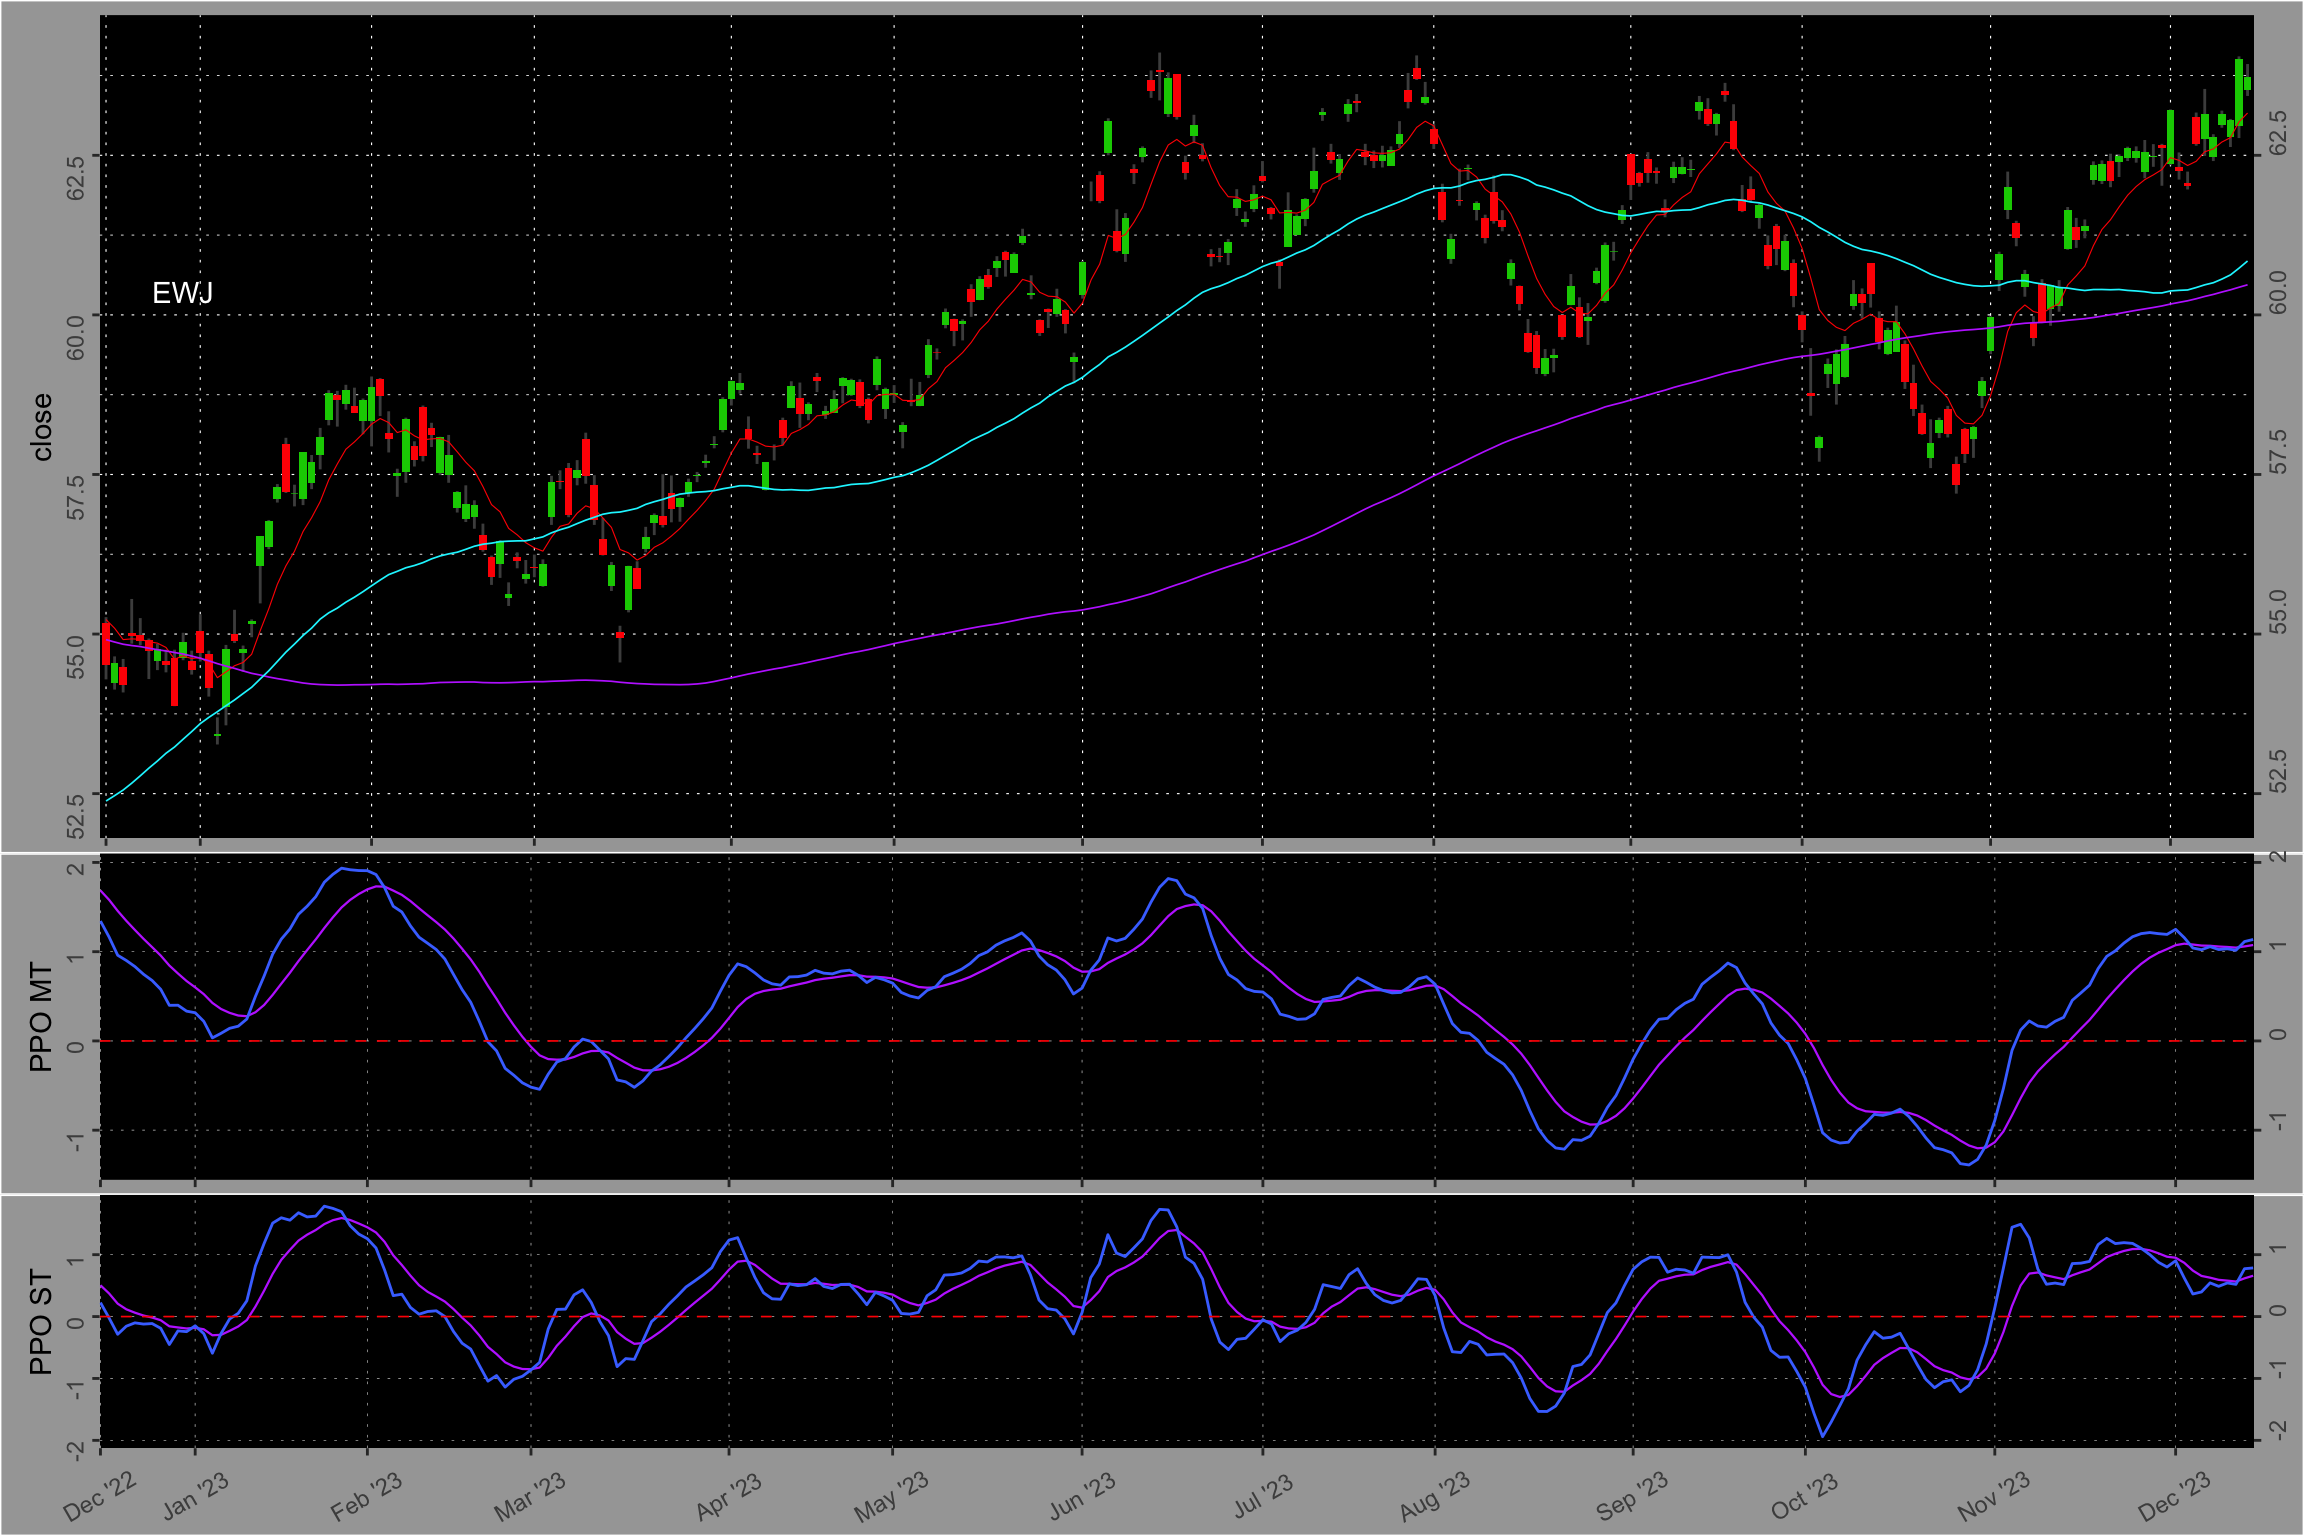 EWJ
close
62.5
60.0
57.5
55.0
52.5
62.5
60.0
57.5
55.0
52.5
PPO MT
2
1
0
-1
2
1
0
-1
PPO ST
1
0
-1
-2
1
0
-1
-2
Dec '22
Jan '23
Feb '23
Mar '23
Apr '23
May '23
Jun '23
Jul '23
Aug '23
Sep '23
Oct '23
Nov '23
Dec '23